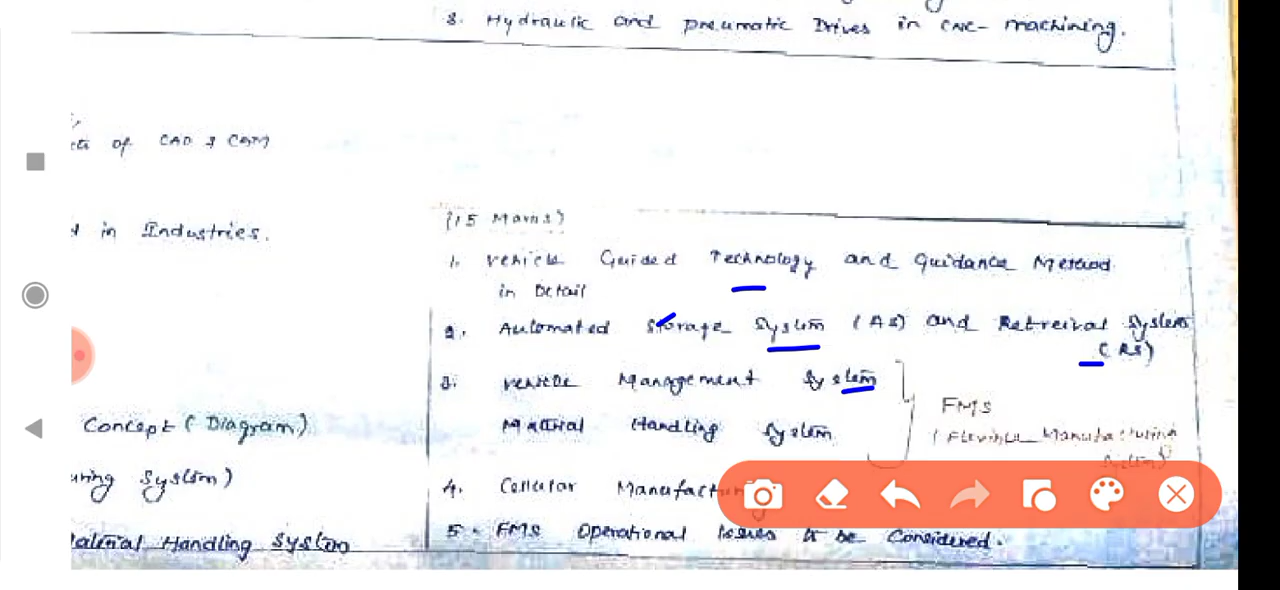 8. Hydraulic and pneumatic Drives in CNC- machining.
of CAD & CAM
in Industries.
(15 Marks)
1. Vehicle Guided Technology and Guidance Method
in Detail
2. Automated Storage System (AS) and Retreival System
(RS)
3. Vehicle Management System
Material Handling System
FMS
(Flexible Manufacturing
System)
Concept (Diagram)
uring System)
4. Cellular Manufacturing
5. FMS Operational Issues to be Considered.
Material Handling System